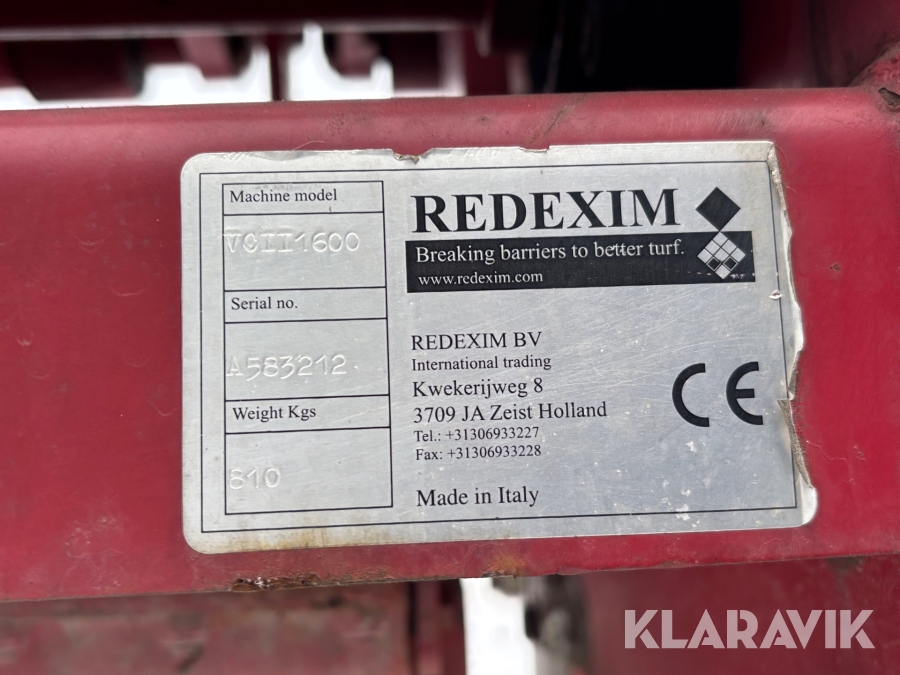 Machine model
VCII1600
Serial no.
A583212
Weight Kgs
810
REDEXIM
Breaking barriers to better turf.
www.redexim.com
REDEXIM BV
International trading
Kwekerijweg 8
3709 JA Zeist Holland
Tel.: +31306933227
Fax: +31306933228
Made in Italy
CE
KLARAVIK